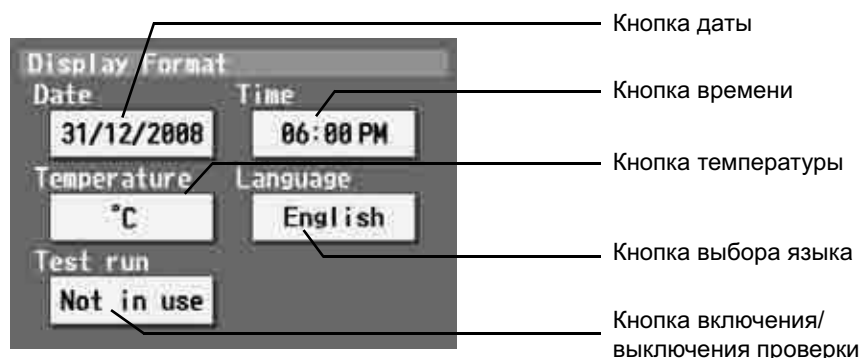 Display Format
Date
Time
31/12/2008
06:00 PM
Temperature
Language
°C
English
Test run
Not in use
Кнопка даты
Кнопка времени
Кнопка температуры
Кнопка выбора языка
Кнопка включения/
выключения проверки